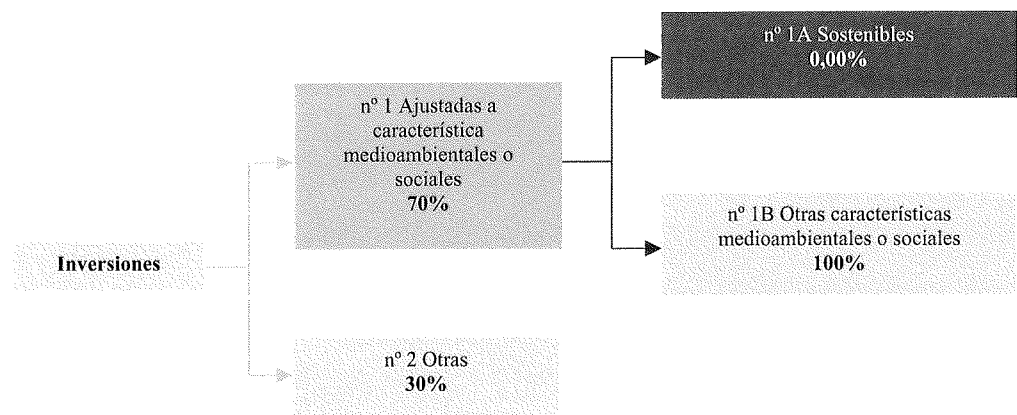 nº 1A Sostenibles
0,00%
nº 1 Ajustadas a
característica
medioambientales o
sociales
70%
nº 1B Otras características
medioambientales o sociales
100%
Inversiones
nº 2 Otras
30%